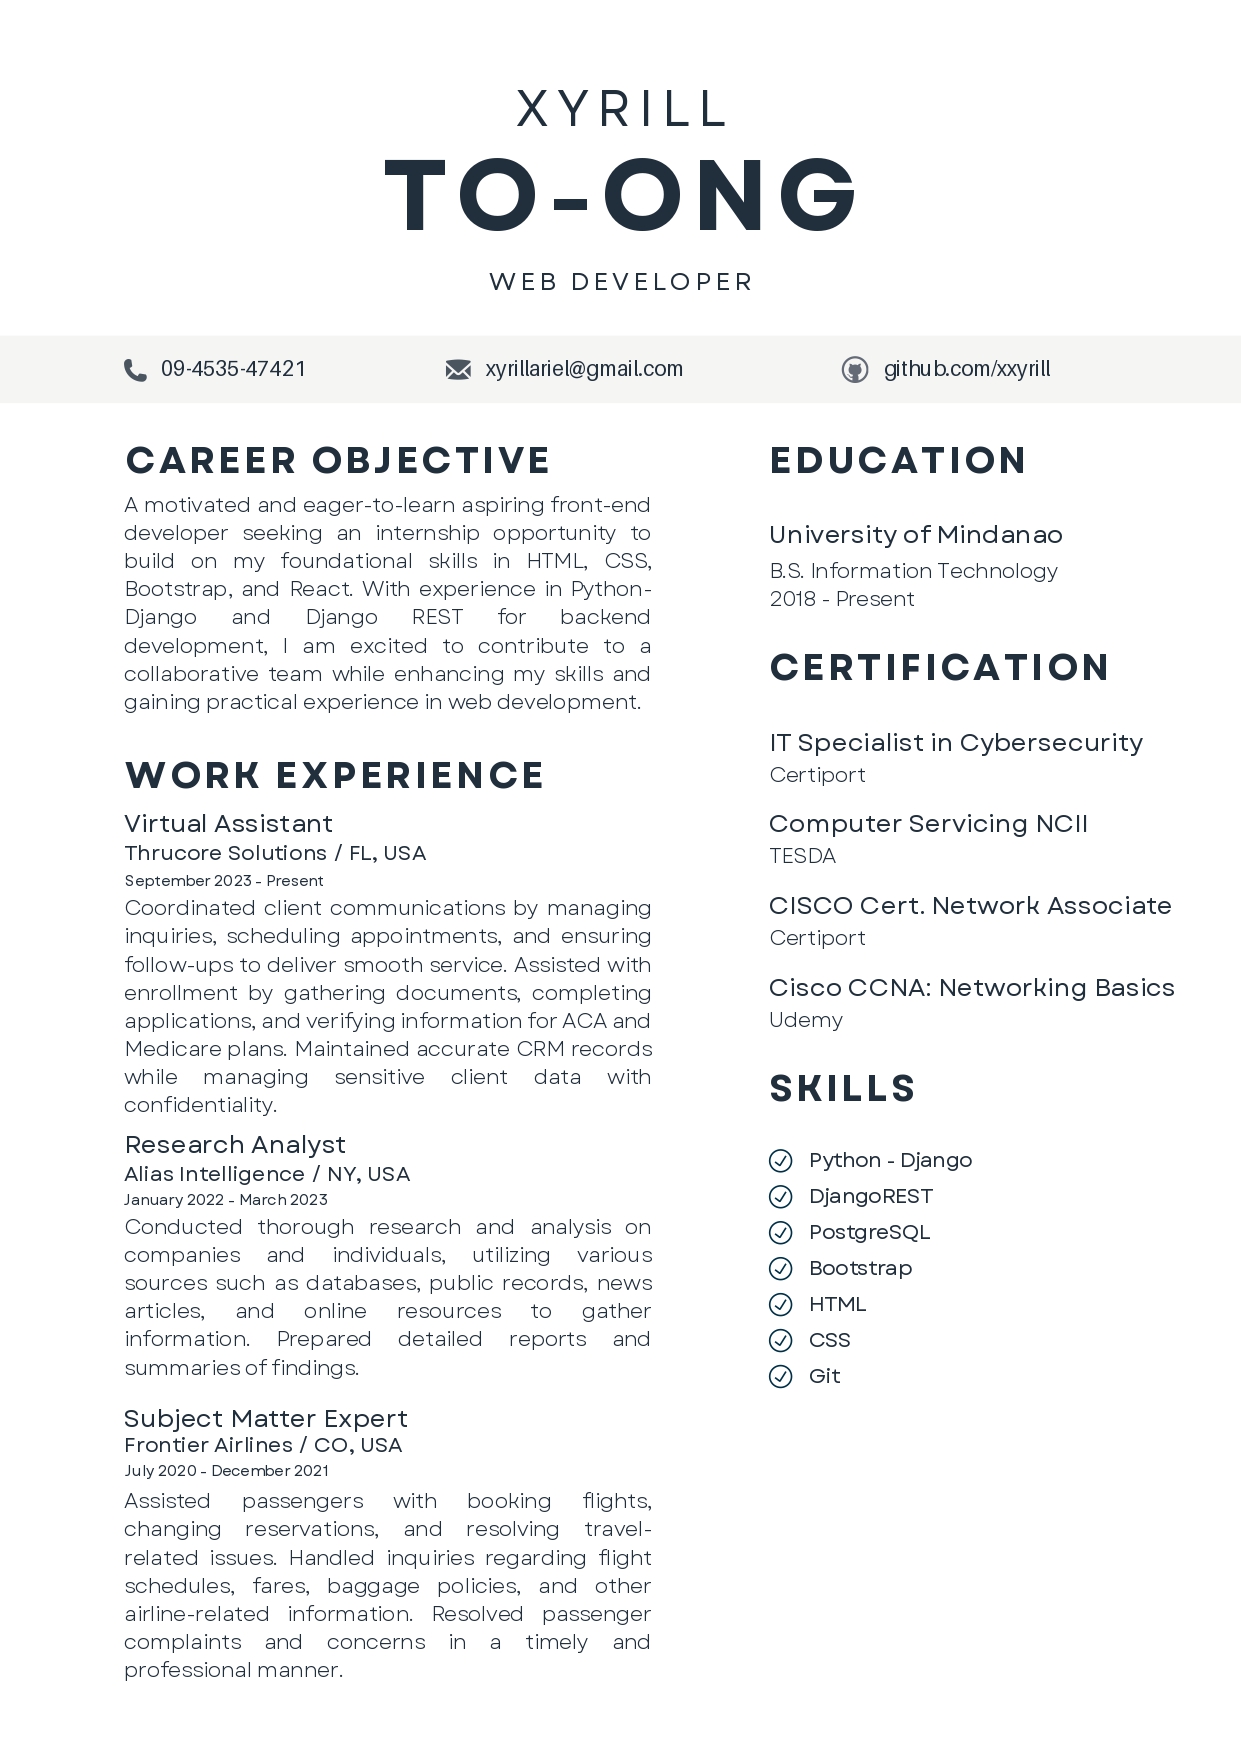 XYRILL
TO-ONG
WEB DEVELOPER
09-4535-47421
xyrillariel@gmail.com
github.com/xxyrill
CAREER OBJECTIVE
A motivated and eager-to-learn aspiring front-end
developer seeking an internship opportunity to
build on my foundational skills in HTML, CSS,
Bootstrap, and React. With experience in Python-
Django and Django REST for backend
development, I am excited to contribute to a
collaborative team while enhancing my skills and
gaining practical experience in web development.
WORK EXPERIENCE
Virtual Assistant
Thrucore Solutions / FL, USA
September 2023 - Present
Coordinated client communications by managing
inquiries, scheduling appointments, and ensuring
follow-ups to deliver smooth service. Assisted with
enrollment by gathering documents, completing
applications, and verifying information for ACA and
Medicare plans. Maintained accurate CRM records
while managing sensitive client data with
confidentiality.
Research Analyst
Alias Intelligence / NY, USA
January 2022 - March 2023
Conducted thorough research and analysis on
companies and individuals, utilizing various
sources such as databases, public records, news
articles, and online resources to gather
information. Prepared detailed reports and
summaries of findings.
Subject Matter Expert
Frontier Airlines / CO, USA
July 2020 - December 2021
Assisted passengers with booking flights,
changing reservations, and resolving travel-
related issues. Handled inquiries regarding flight
schedules, fares, baggage policies, and other
airline-related information. Resolved passenger
complaints and concerns in a timely and
professional manner.
EDUCATION
University of Mindanao
B.S. Information Technology
2018 - Present
CERTIFICATION
IT Specialist in Cybersecurity
Certiport
Computer Servicing NCII
TESDA
CISCO Cert. Network Associate
Certiport
Cisco CCNA: Networking Basics
Udemy
SKILLS
Python - Django
DjangoREST
PostgreSQL
Bootstrap
HTML
CSS
Git